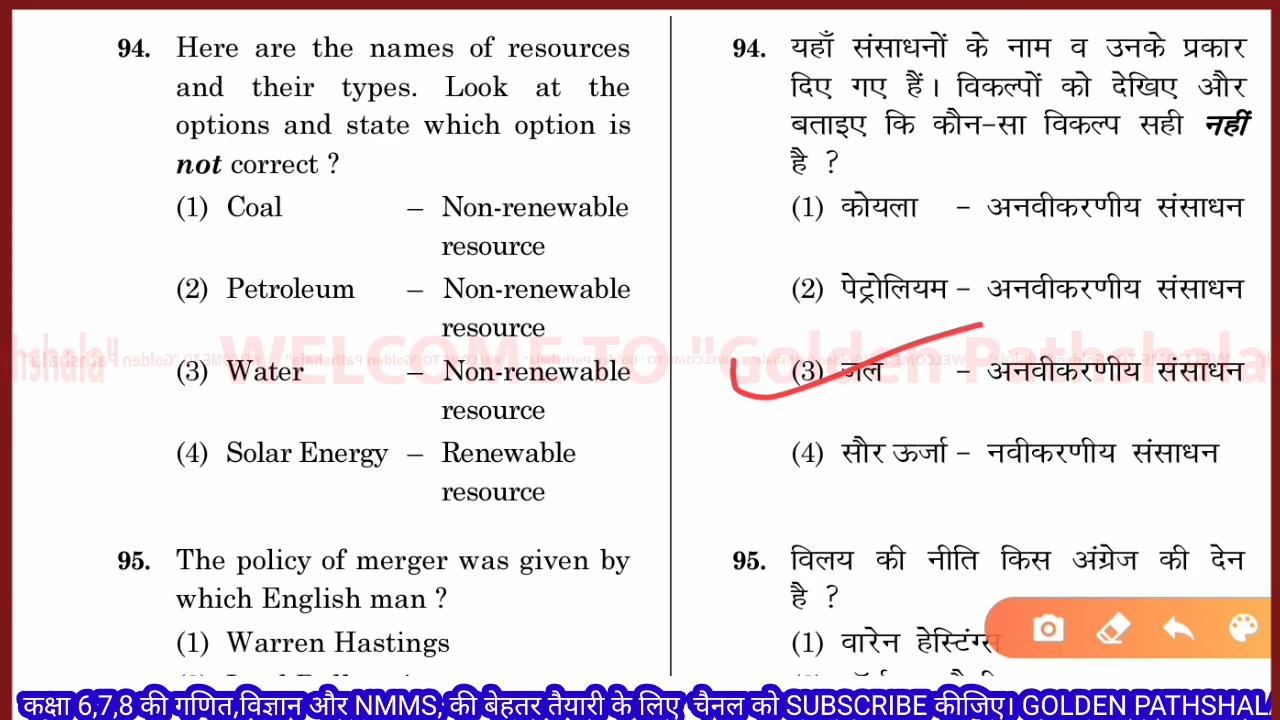 94. Here are the names of resources
and their types. Look at the
options and state which option is
not correct ?
(1) Coal – Non-renewable
resource
(2) Petroleum – Non-renewable
resource
(3) Water – Non-renewable
resource
(4) Solar Energy – Renewable
resource
95. The policy of merger was given by
which English man ?
(1) Warren Hastings
94. यहाँ संसाधनों के नाम व उनके प्रकार
दिए गए हैं। विकल्पों को देखिए और
बताइए कि कौन-सा विकल्प सही नहीं
है ?
(1) कोयला - अनवीकरणीय संसाधन
(2) पेट्रोलियम - अनवीकरणीय संसाधन
(3) जल - अनवीकरणीय संसाधन
(4) सौर ऊर्जा - नवीकरणीय संसाधन
95. विलय की नीति किस अंग्रेज की देन
है ?
(1) वारेन हेस्टिंग्स
WELCOME TO "Golden Pathshala
कक्षा 6,7,8 की गणित,विज्ञान और NMMS, की बेहतर तैयारी के लिए चैनल को SUBSCRIBE कीजिए। GOLDEN PATHSHALA